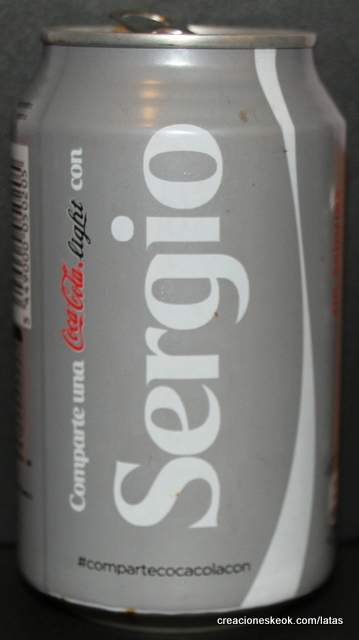 Comparte una Coca-Cola light con
Sergio
#compartecocacolacon
creacioneskeok.com/latas